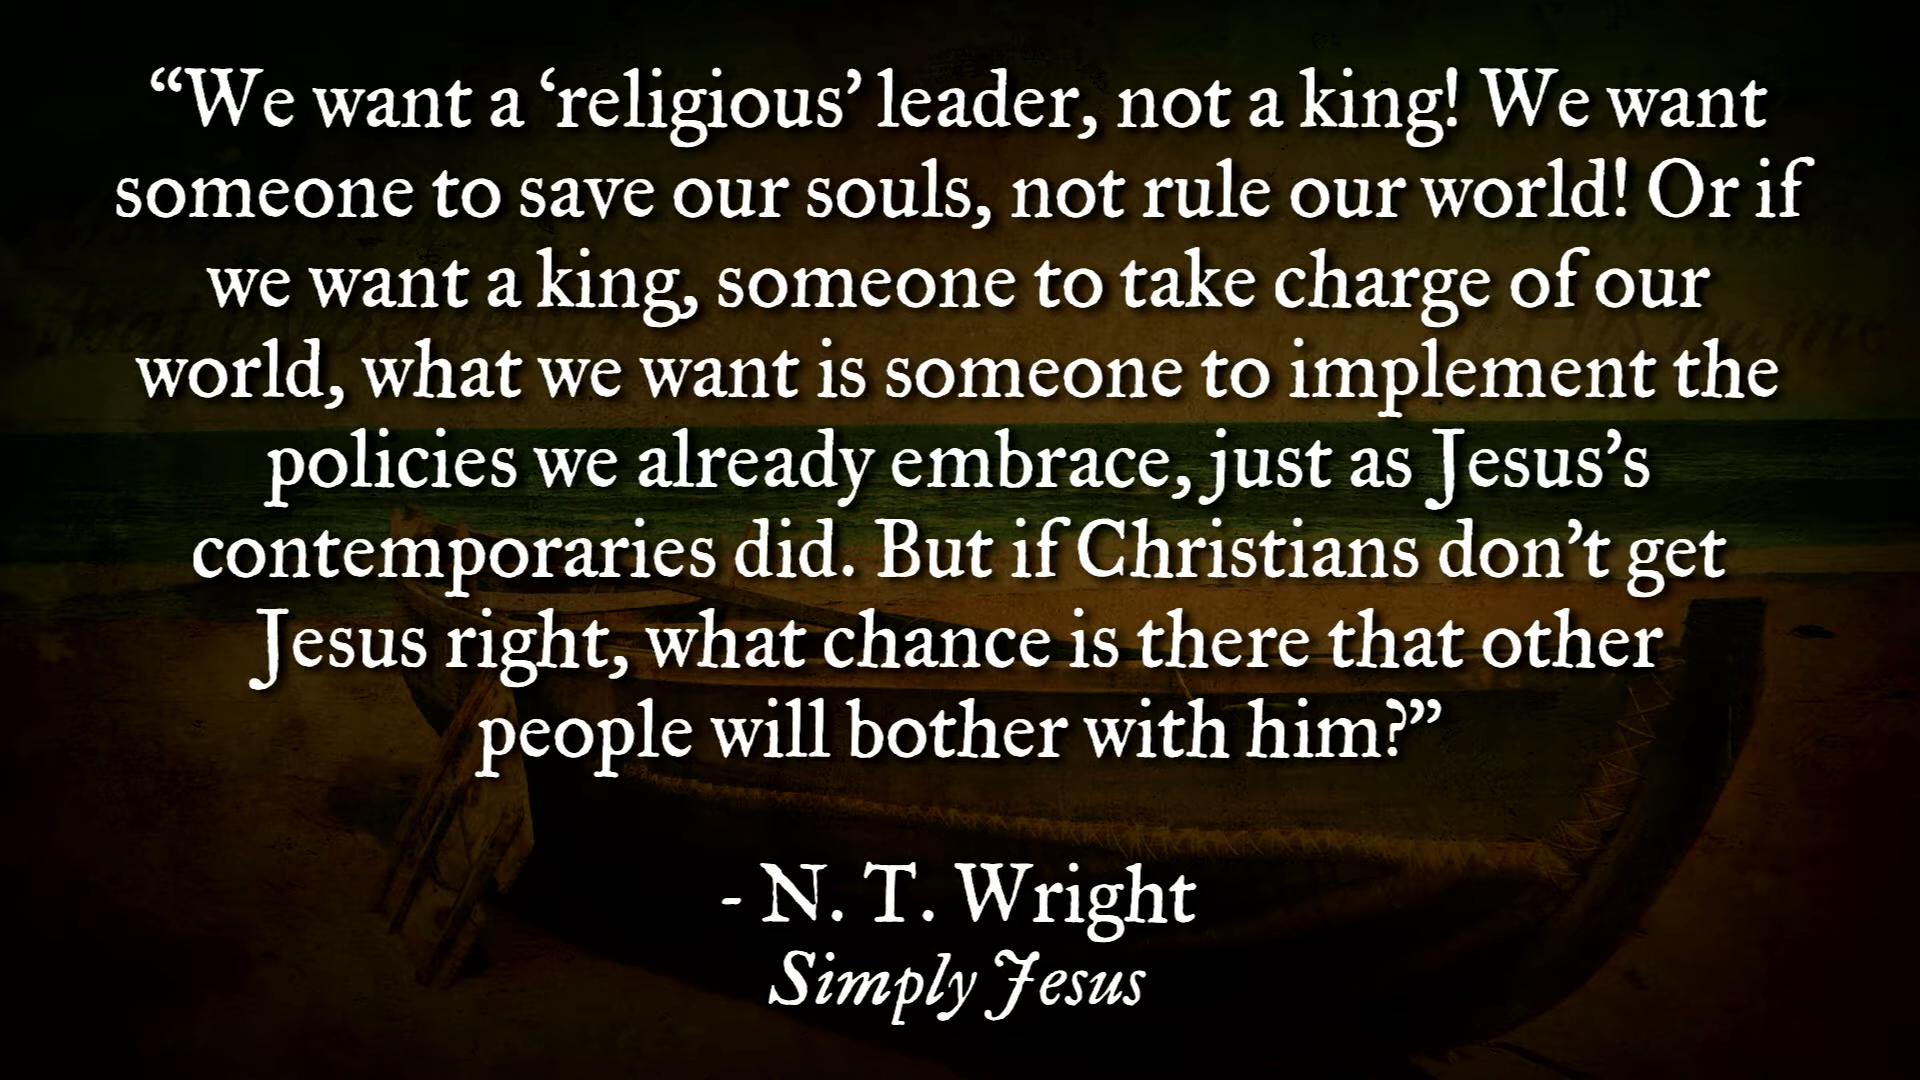 “We want a ‘religious’ leader, not a king! We want
someone to save our souls, not rule our world! Or if
we want a king, someone to take charge of our
world, what we want is someone to implement the
policies we already embrace, just as Jesus’s
contemporaries did. But if Christians don’t get
Jesus right, what chance is there that other
people will bother with him?”
- N. T. Wright
Simply Jesus